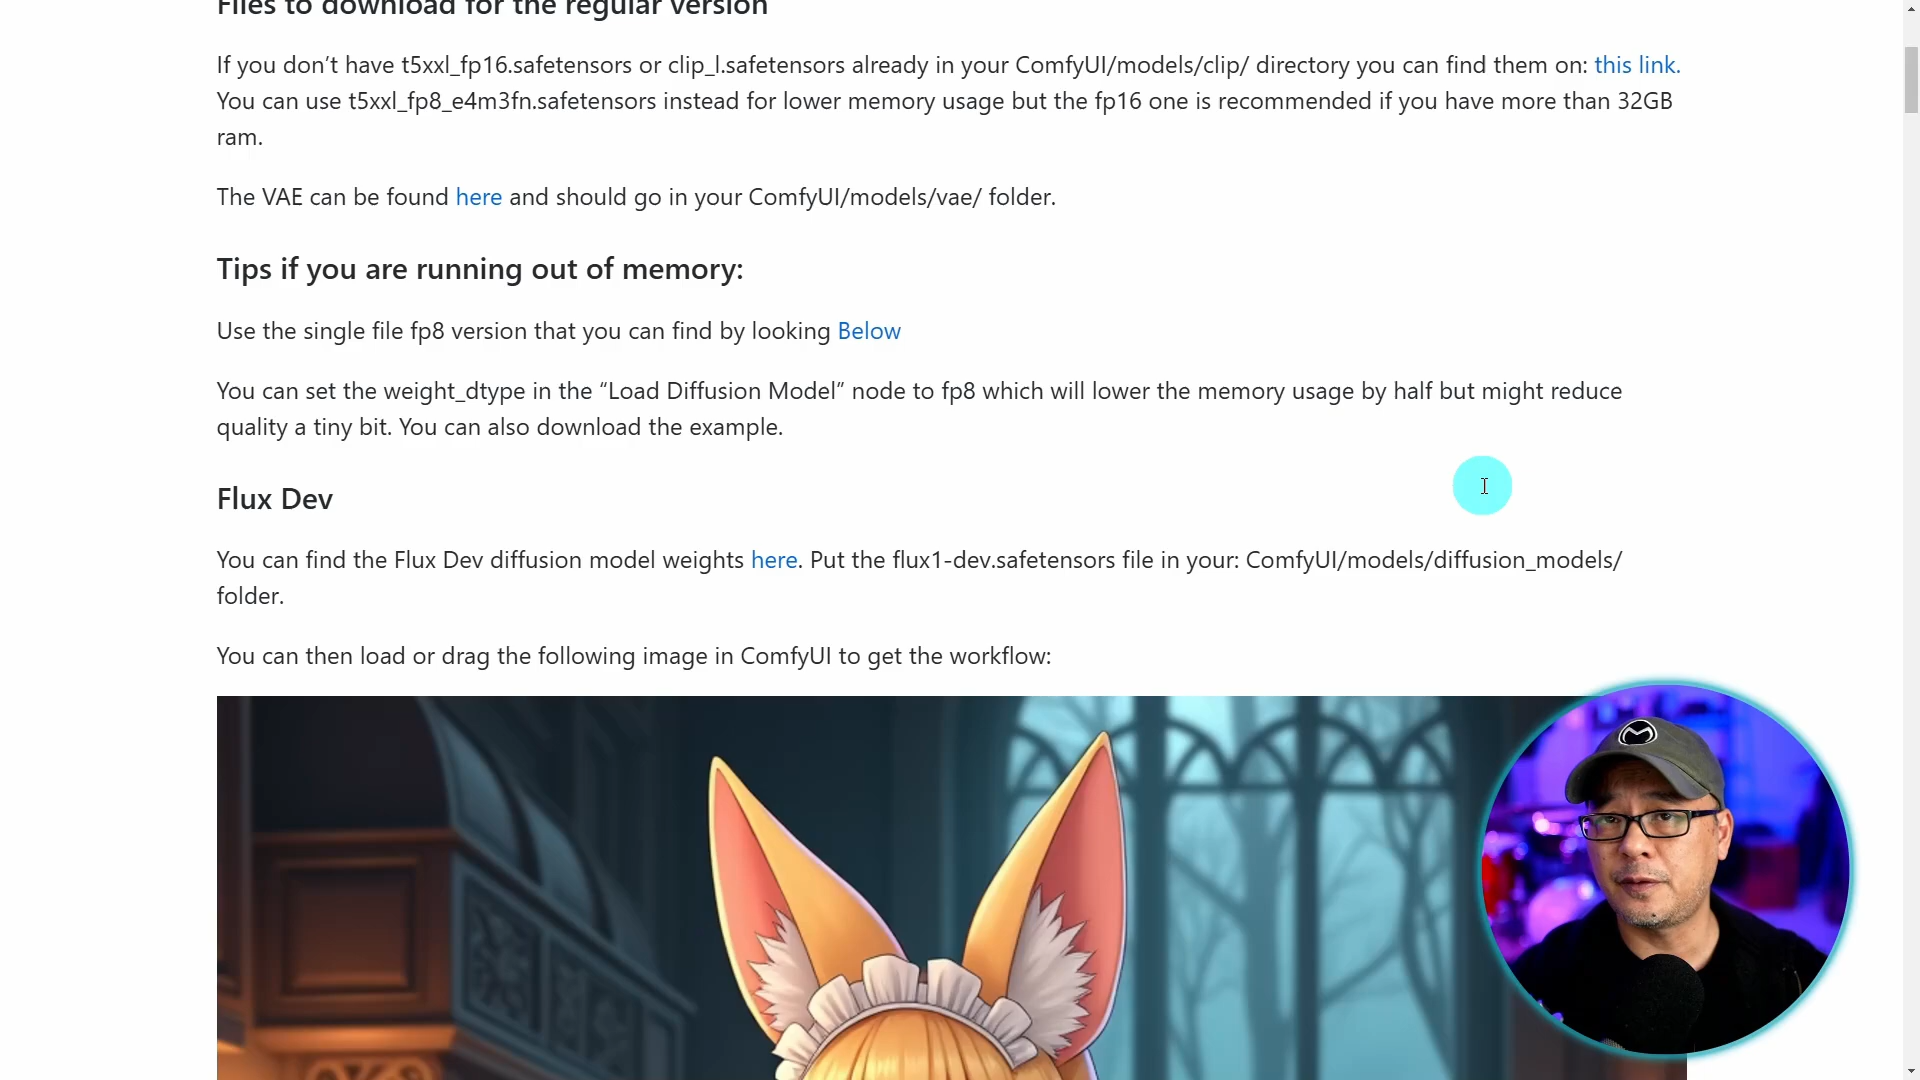 Files to download for the regular version
If you don’t have t5xxl_fp16.safetensors or clip_l.safetensors already in your ComfyUI/models/clip/ directory you can find them on: this link.
You can use t5xxl_fp8_e4m3fn.safetensors instead for lower memory usage but the fp16 one is recommended if you have more than 32GB
ram.
The VAE can be found here and should go in your ComfyUI/models/vae/ folder.
Tips if you are running out of memory:
Use the single file fp8 version that you can find by looking Below
You can set the weight_dtype in the “Load Diffusion Model” node to fp8 which will lower the memory usage by half but might reduce
quality a tiny bit. You can also download the example.
Flux Dev
You can find the Flux Dev diffusion model weights here. Put the flux1-dev.safetensors file in your: ComfyUI/models/diffusion_models/
folder.
You can then load or drag the following image in ComfyUI to get the workflow: